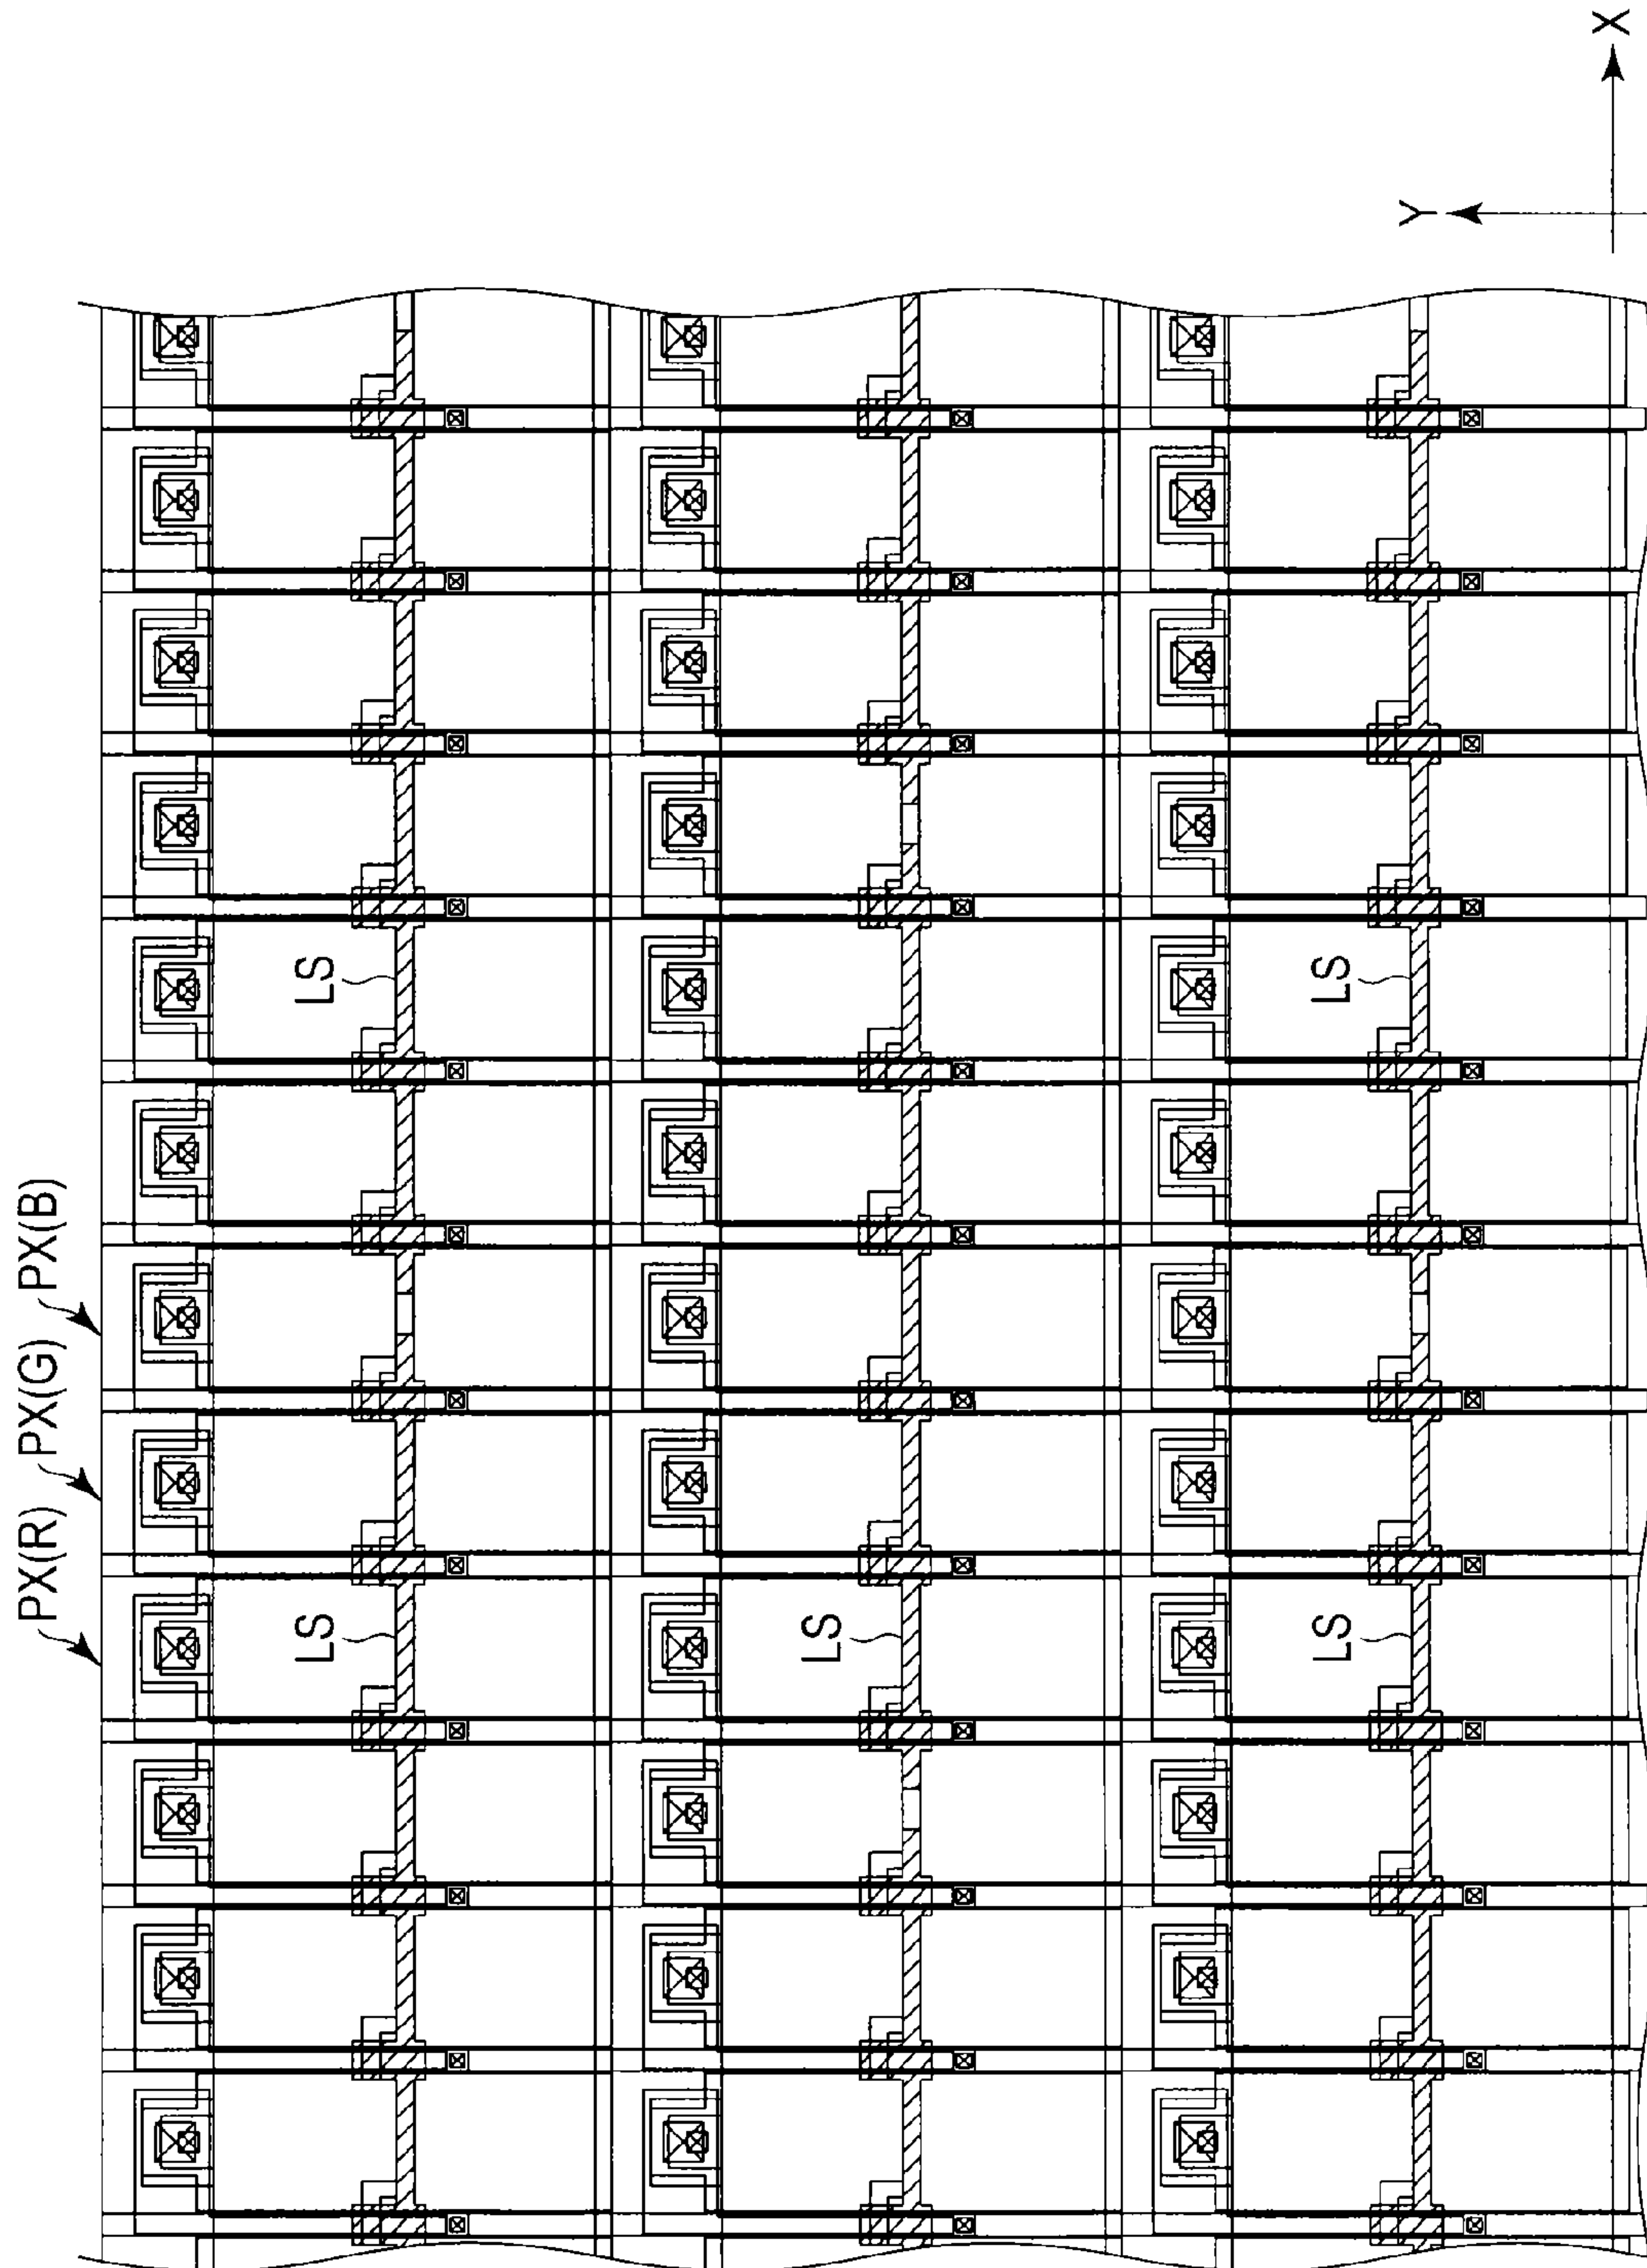 PX(R) PX(G) PX(B)
LS LS
LS
LS LS
Y
X